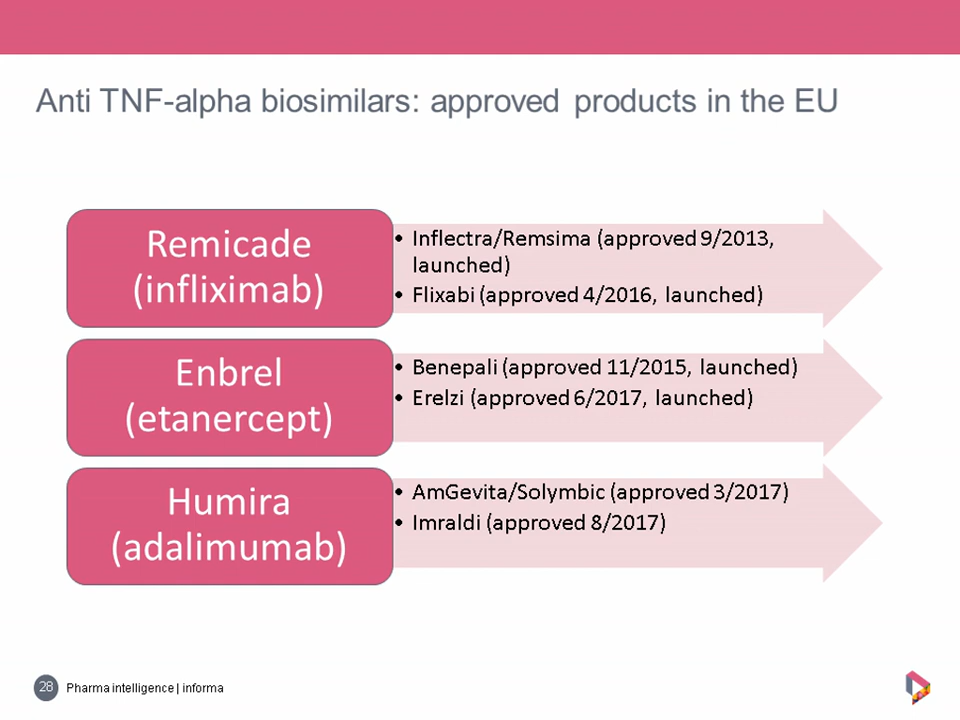 Anti TNF-alpha biosimilars: approved products in the EU
Remicade
(infliximab)
• Inflectra/Remsima (approved 9/2013,
launched)
• Flixabi (approved 4/2016, launched)
Enbrel
(etanercept)
• Benepali (approved 11/2015, launched)
• Erelzi (approved 6/2017, launched)
Humira
(adalimumab)
• AmGevita/Solymbic (approved 3/2017)
• Imraldi (approved 8/2017)
28 Pharma intelligence | informa